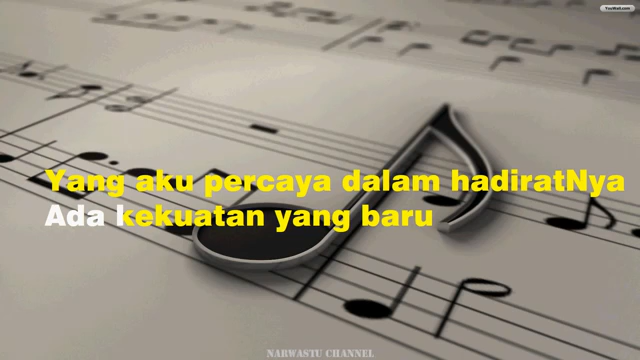 Yang aku percaya dalam hadiratNya
Ada kekuatan yang baru
NARWASTU CHANNEL